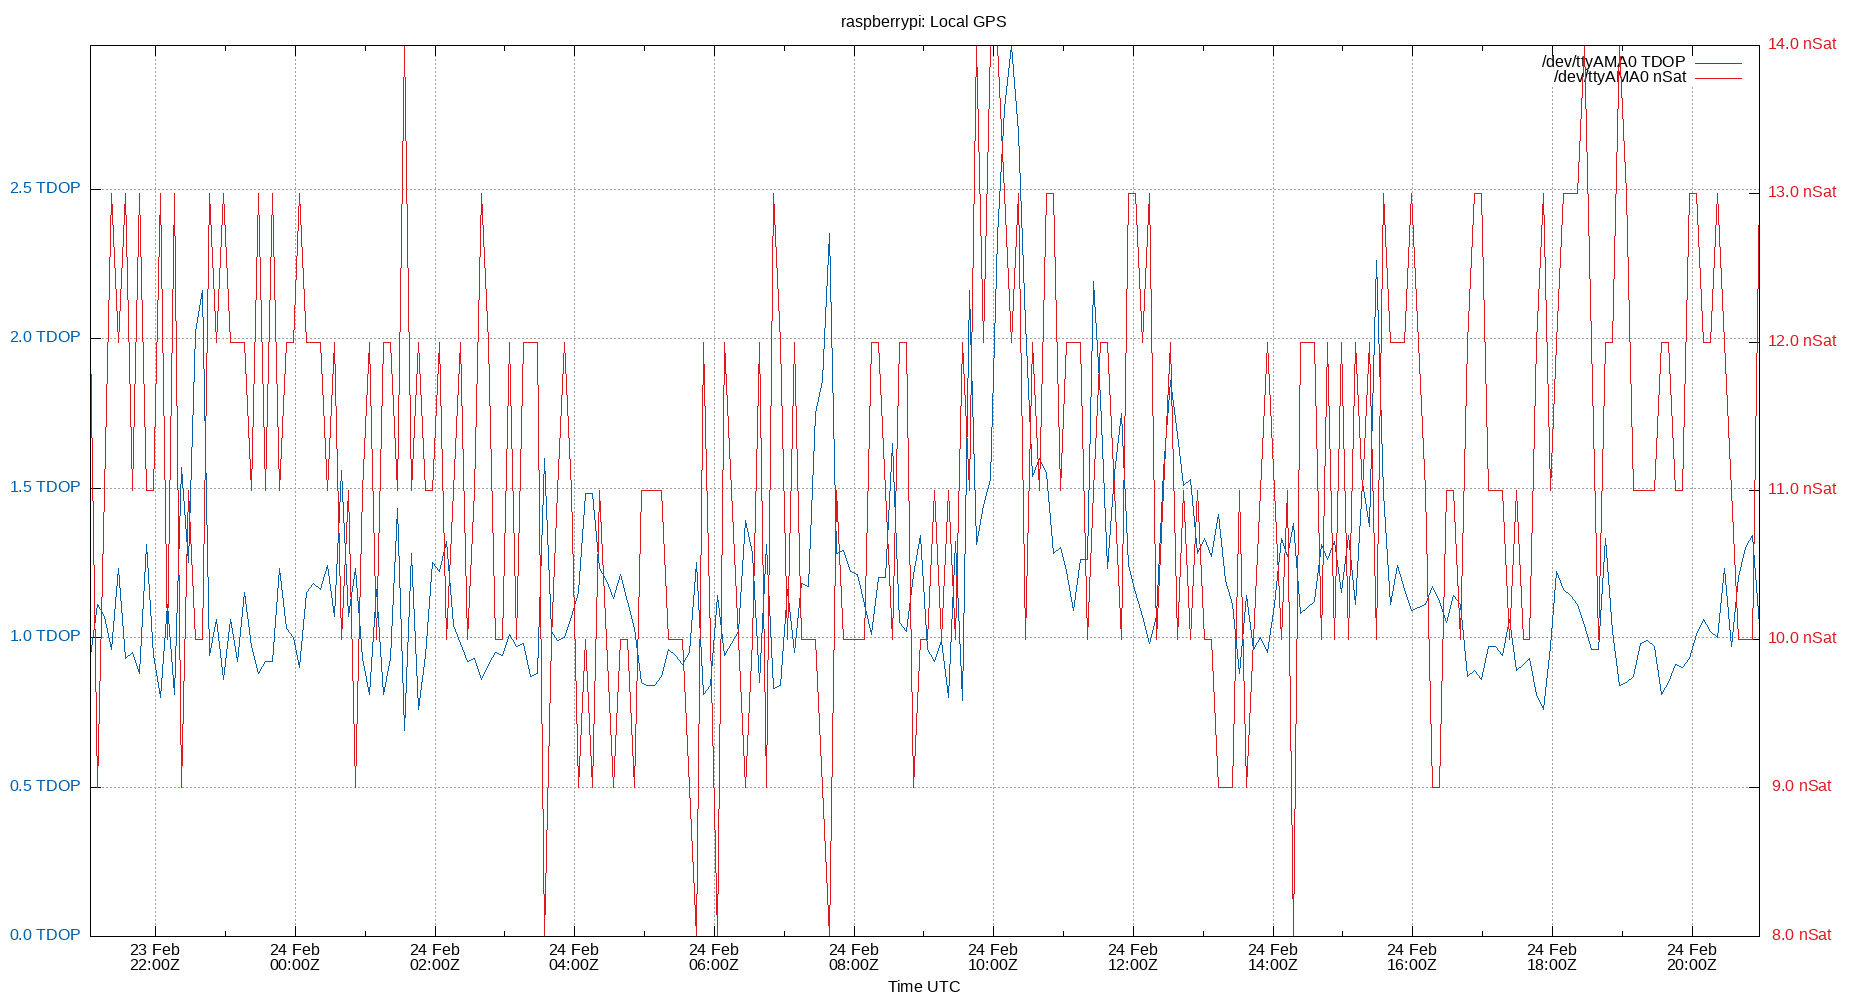 raspberrypi: Local GPS
14.0 nSat
/dev/ttyAMA0 TDOP
/dev/ttyAMA0 nSat
2.5 TDOP
13.0 nSat
2.0 TDOP
12.0 nSat
1.5 TDOP
11.0 nSat
1.0 TDOP
10.0 nSat
0.5 TDOP
9.0 nSat
0.0 TDOP
8.0 nSat
23 Feb 24 Feb 24 Feb 24 Feb 24 Feb 24 Feb 24 Feb 24 Feb 24 Feb 24 Feb 24 Feb 24 Feb
22:00Z 00:00Z 02:00Z 04:00Z 06:00Z 08:00Z 10:00Z 12:00Z 14:00Z 16:00Z 18:00Z 20:00Z
Time UTC